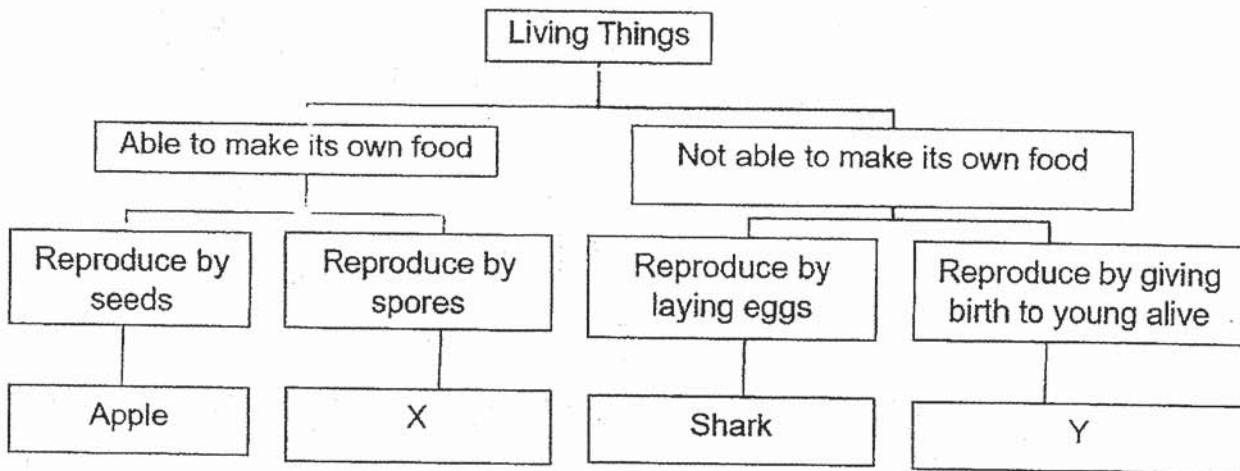 Living Things
Able to make its own food
Not able to make its own food
Reproduce by
seeds
Reproduce by
spores
Reproduce by
laying eggs
Reproduce by giving
birth to young alive
Apple
X
Shark
Y